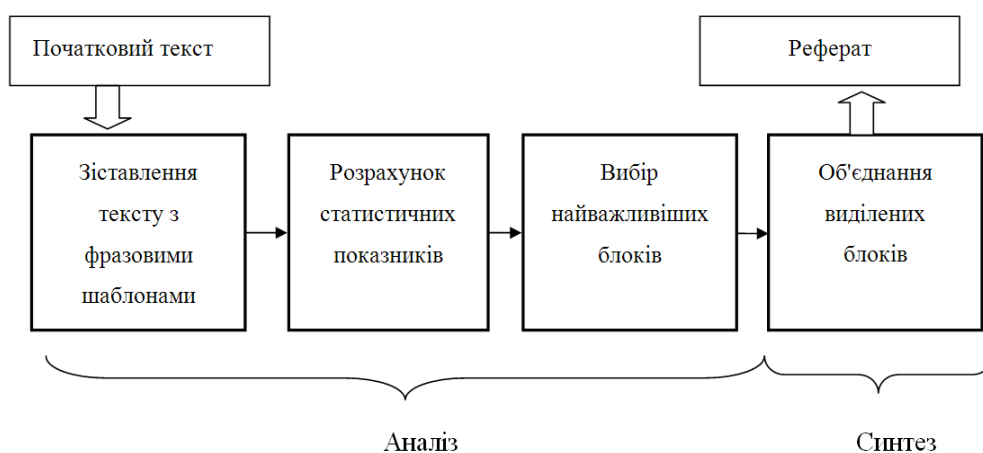 Початковий текст
Реферат
Зіставлення
тексту з
фразовими
шаблонами
Розрахунок
статистичних
показників
Вибір
найважливіших
блоків
Об'єднання
виділених
блоків
Аналіз
Синтез